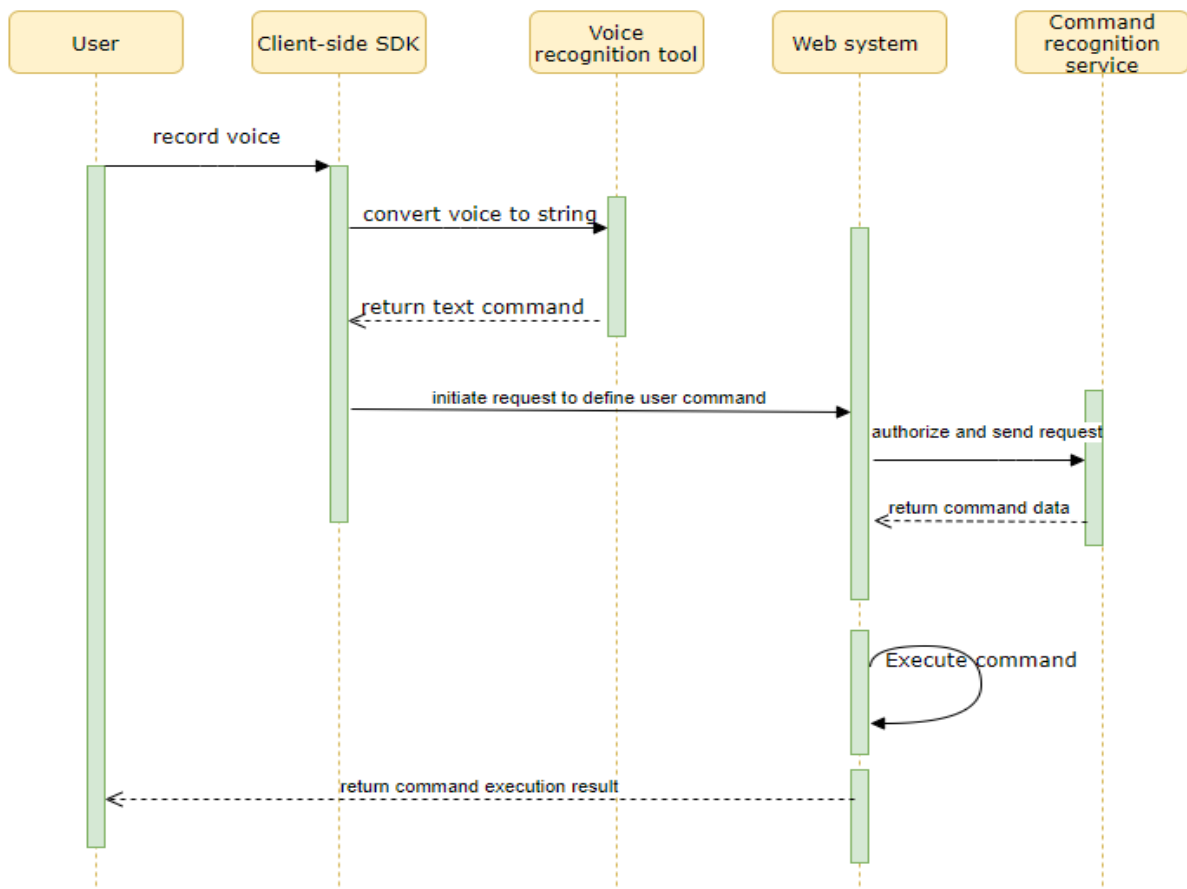 User
Client-side SDK
Voice
recognition tool
Web system
Command
recognition
service
record voice
convert voice to string
return text command
initiate request to define user command
authorize and send request
return command data
Execute command
return command execution result